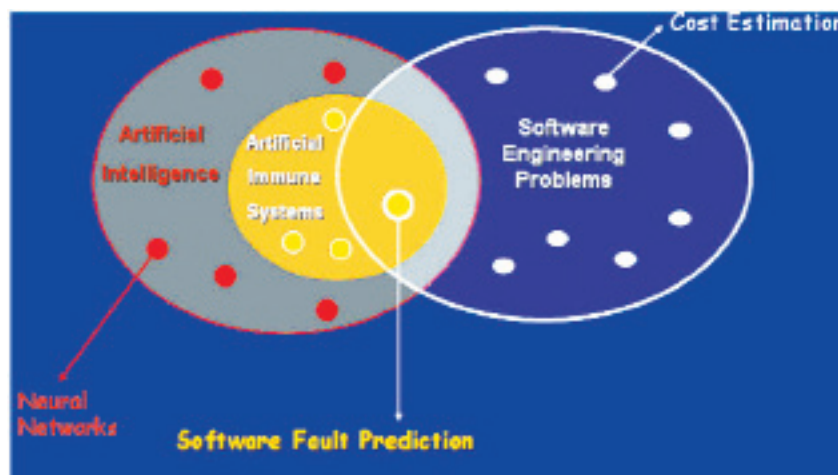 Cost Estimation
Artificial
Intelligence
Artificial
Immune
Systems
Software
Engineering
Problems
Neural
Networks
Software Fault Prediction